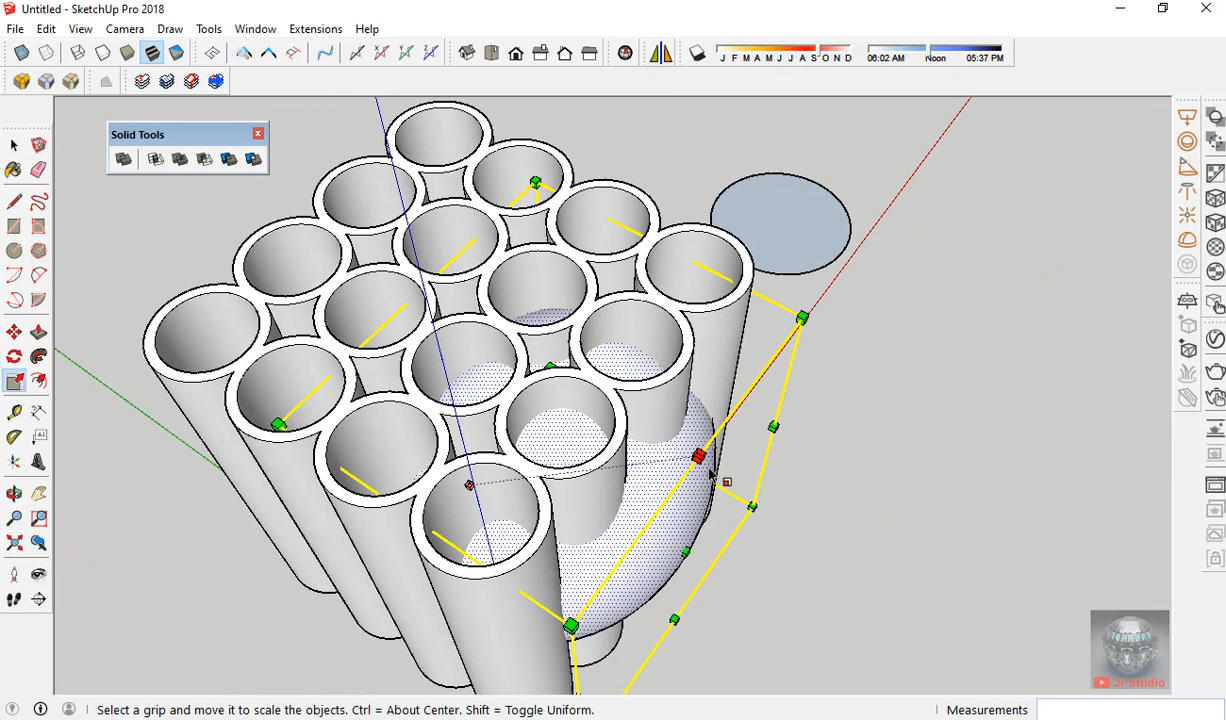 Untitled - SketchUp Pro 2018
File Edit View Camera Draw Tools Window Extensions Help
J F M A M J J A S O N D
06:02 AM Noon 05:37 PM
Solid Tools
2i-Studio
Select a grip and move it to scale the objects. Ctrl = About Center. Shift = Toggle Uniform.
Measurements